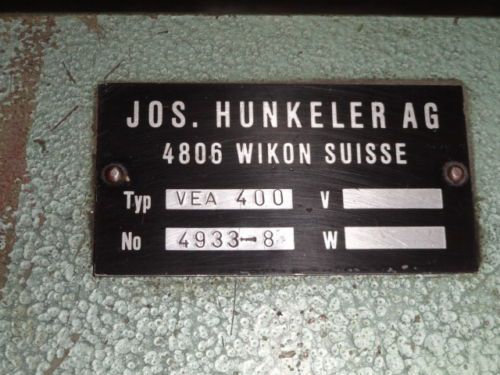 JOS. HUNKELER AG
4806 WIKON SUISSE
Typ VEA 400 V
No 4933-8 W